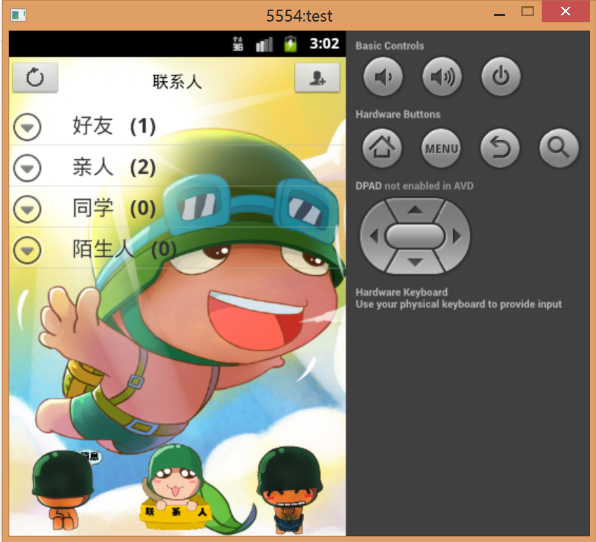 5554:test
3G
3:02
联系人
好友 (1)
亲人 (2)
同学 (0)
陌生人 (0)
联系人
Basic Controls
Hardware Buttons
MENU
DPAD not enabled in AVD
Hardware Keyboard
Use your physical keyboard to provide input